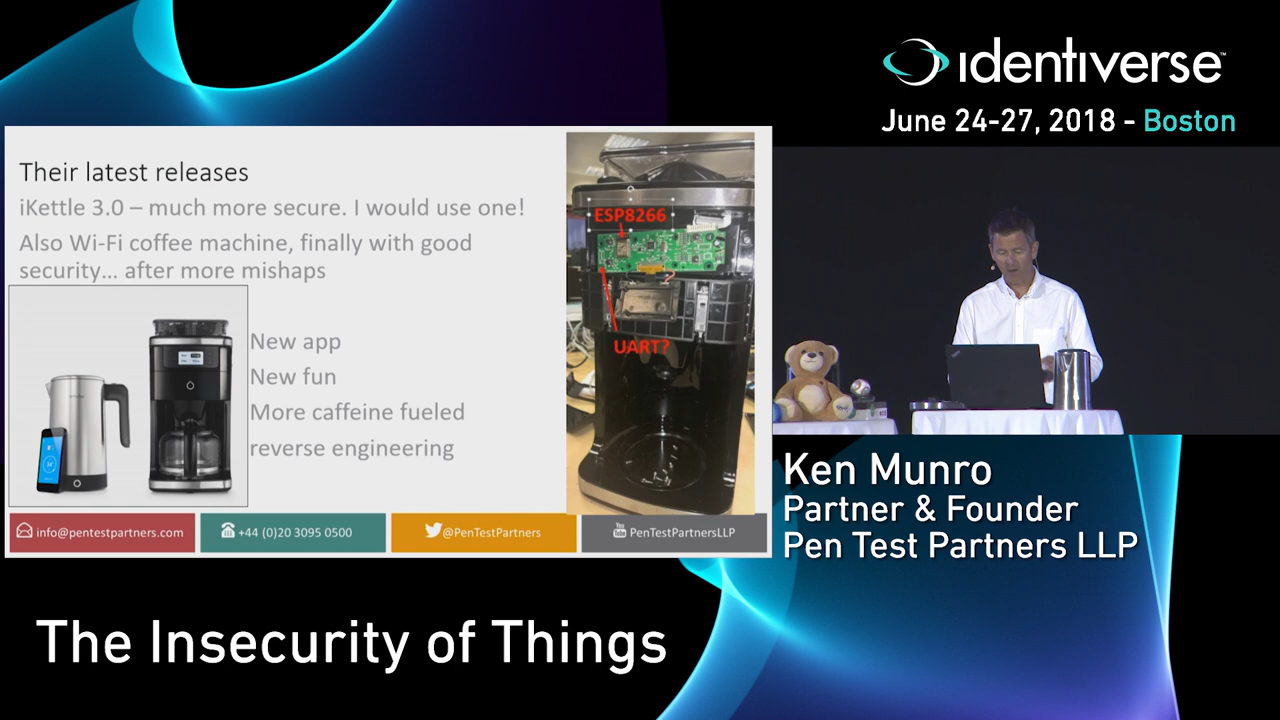 identiverse™
June 24-27, 2018 - Boston
Their latest releases
iKettle 3.0 – much more secure. I would use one!
Also Wi-Fi coffee machine, finally with good
security... after more mishaps
New app
New fun
More caffeine fueled
reverse engineering
ESP8266
UART?
info@pentestpartners.com
+44 (0)20 3095 0500
@PenTestPartners
You Tube PenTestPartnersLLP
Ken Munro
Partner & Founder
Pen Test Partners LLP
The Insecurity of Things